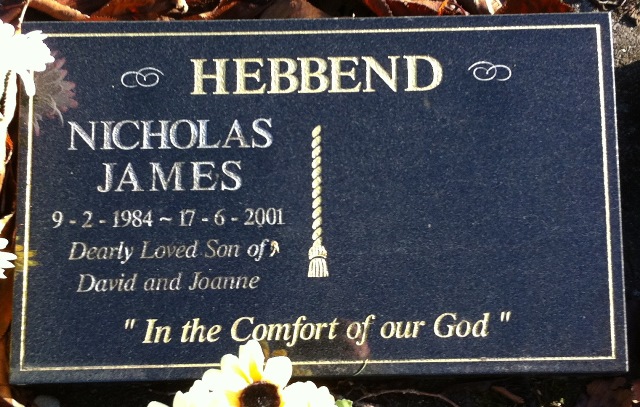 HEBBEND
NICHOLAS
JAMES
9 - 2 - 1984 ~ 17 - 6 - 2001
Dearly Loved Son of
David and Joanne
" In the Comfort of our God "